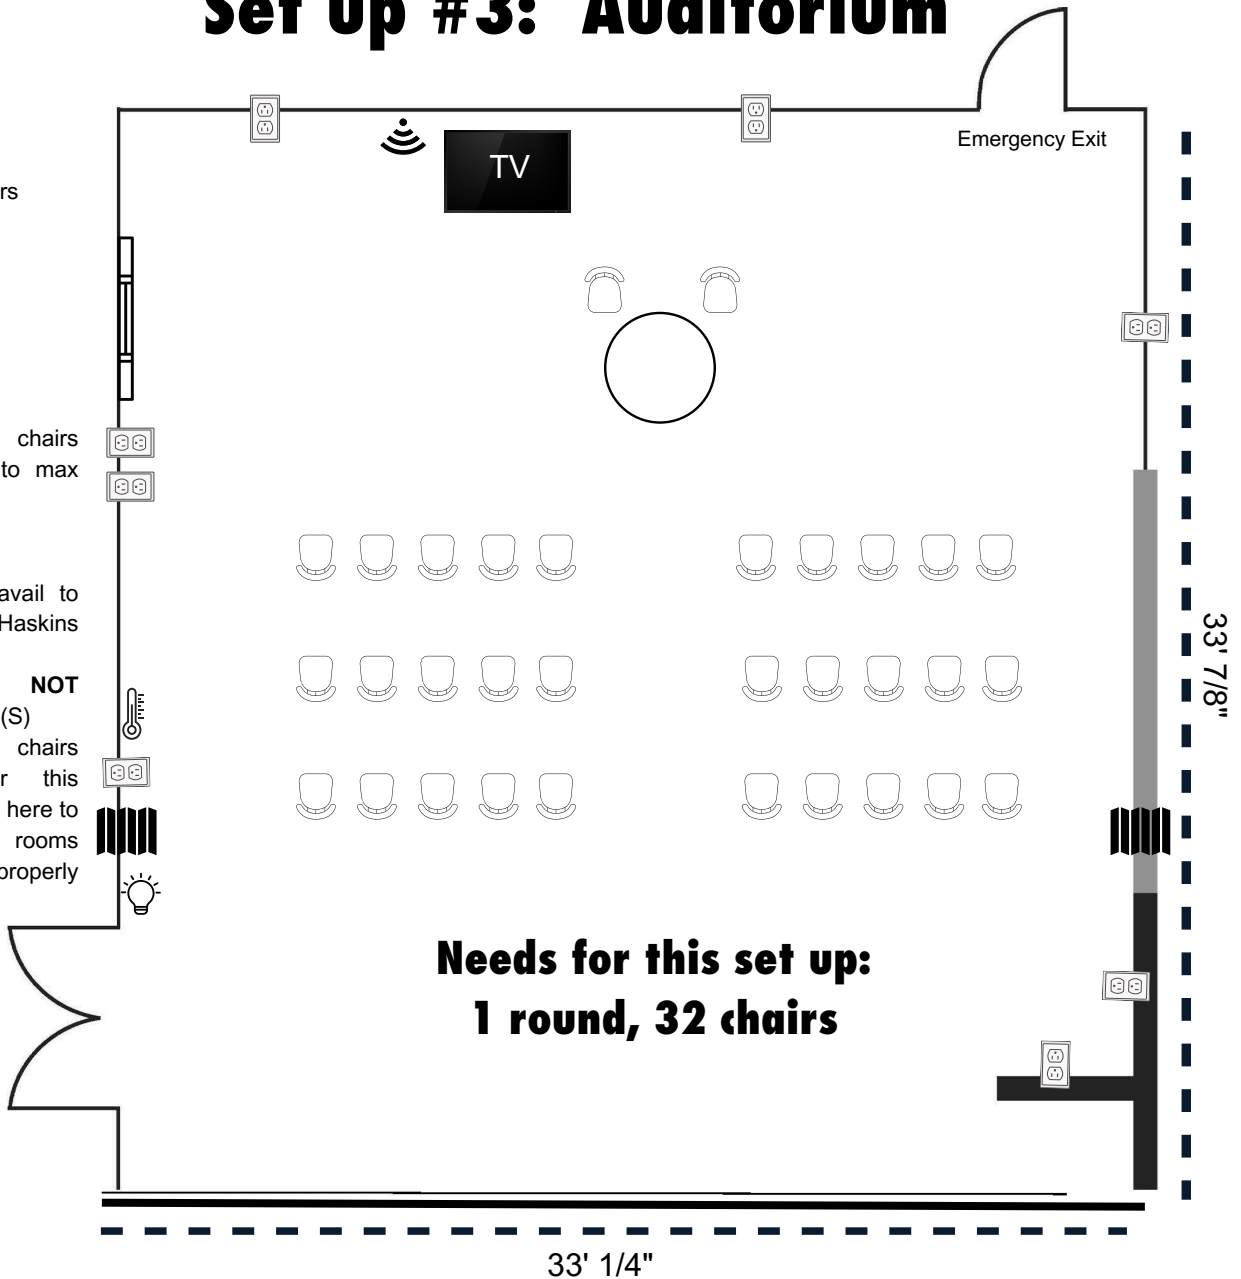 Set Up #3: Auditorium
Emergency Exit
TV
rs
chairs
to max
avail to
Haskins
NOT
(S)
chairs
r this
here to
rooms
properly
33' 7/8"
Needs for this set up:
1 round, 32 chairs
33' 1/4"